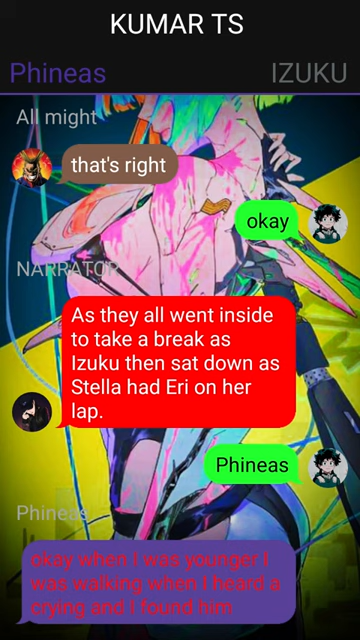 KUMAR TS
Phineas IZUKU
All might
that's right
okay
NARRATOR
As they all went inside
to take a break as
Izuku then sat down as
Stella had Eri on her
lap.
Phineas
Phineas
okay when I was younger I
was walking when I heard a
crying and I found him